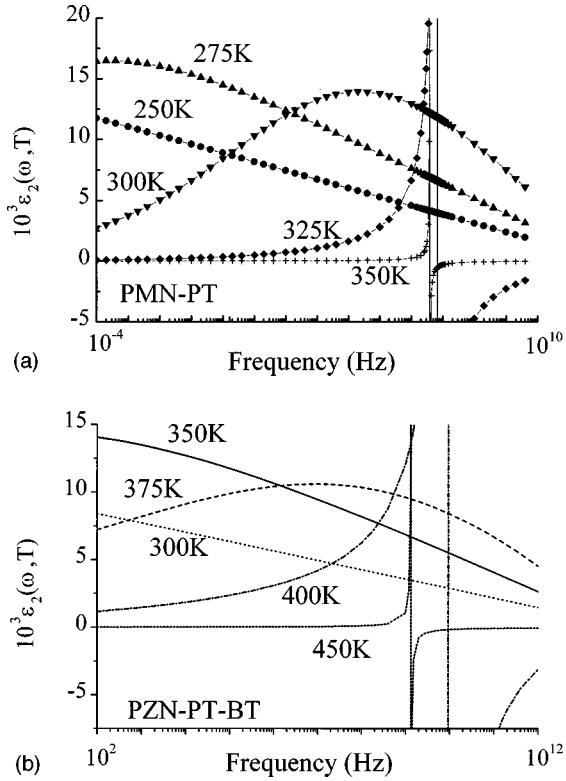 20
15
10
5
0
-5
10³ε₂(ω,T)
275K
250K
300K
325K
350K
PMN-PT
10⁻⁴
10¹⁰
Frequency (Hz)
(a)
15
10
5
0
-5
10³ε₂(ω,T)
350K
375K
300K
400K
450K
PZN-PT-BT
10²
10¹²
Frequency (Hz)
(b)